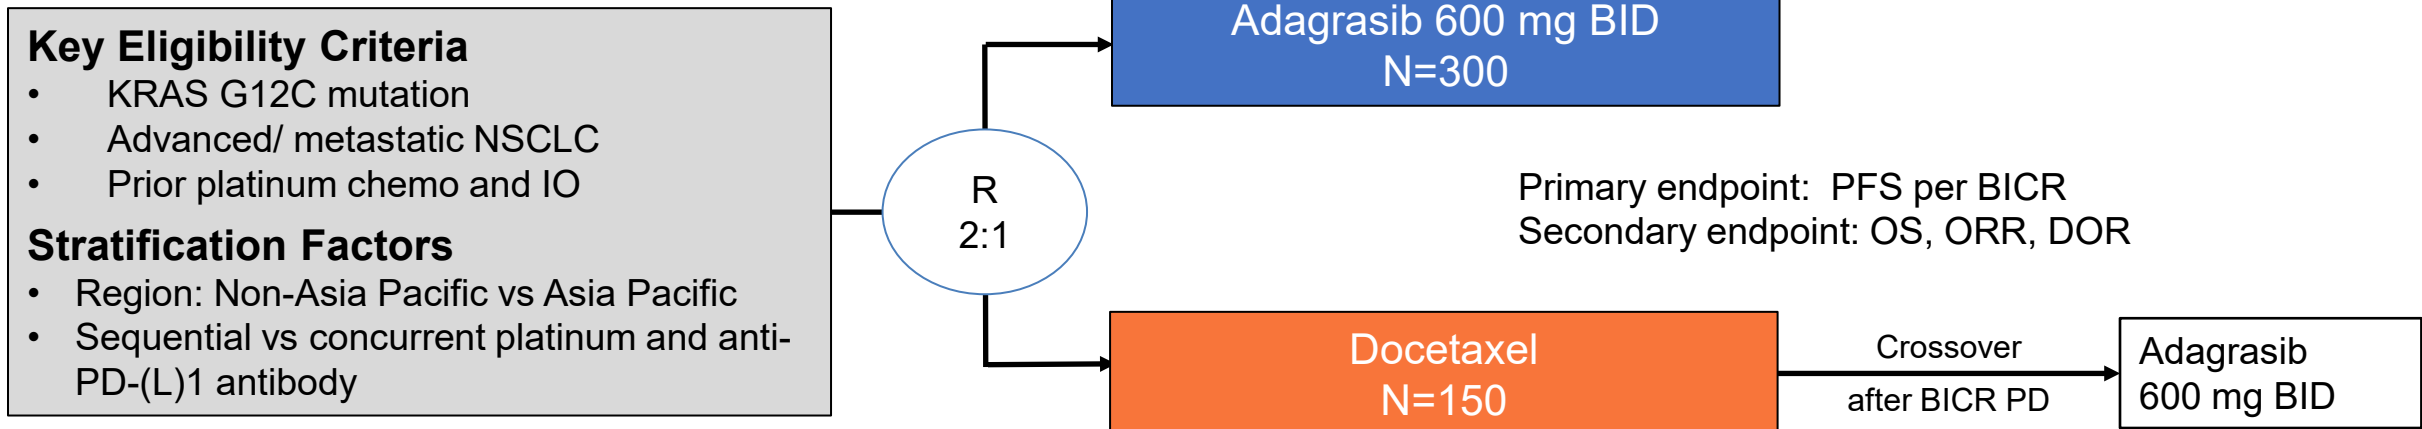 Key Eligibility Criteria
• KRAS G12C mutation
• Advanced/ metastatic NSCLC
• Prior platinum chemo and IO
Stratification Factors
• Region: Non-Asia Pacific vs Asia Pacific
• Sequential vs concurrent platinum and anti-
PD-(L)1 antibody
R
2:1
Adagrasib 600 mg BID
N=300
Primary endpoint: PFS per BICR
Secondary endpoint: OS, ORR, DOR
Docetaxel
N=150
Crossover
after BICR PD
Adagrasib
600 mg BID